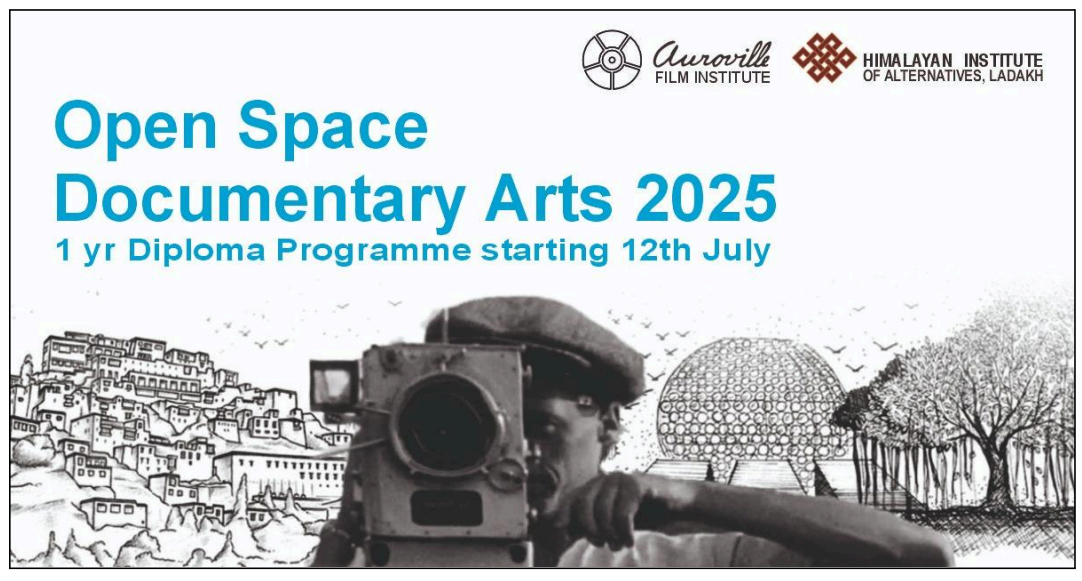 Auroville
FILM INSTITUTE
HIMALAYAN INSTITUTE
OF ALTERNATIVES, LADAKH
Open Space
Documentary Arts 2025
1 yr Diploma Programme starting 12th July